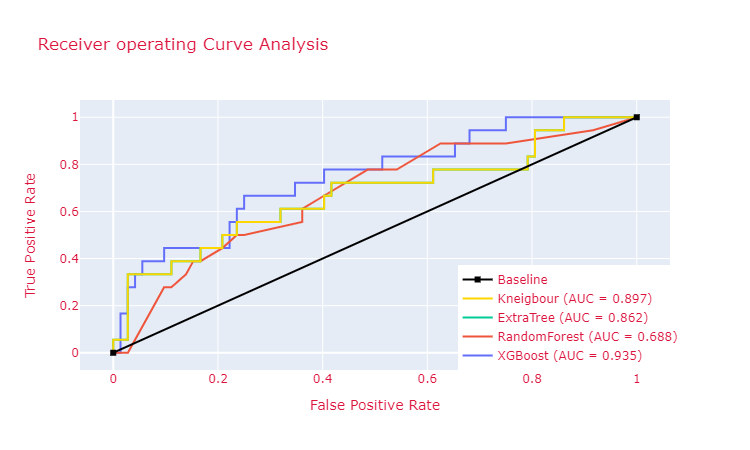 Receiver operating Curve Analysis
True Positive Rate
1
0.8
0.6
0.4
0.2
0
Baseline
Kneigbour (AUC = 0.897)
ExtraTree (AUC = 0.862)
RandomForest (AUC = 0.688)
XGBoost (AUC = 0.935)
0 0.2 0.4 0.6 0.8 1
False Positive Rate